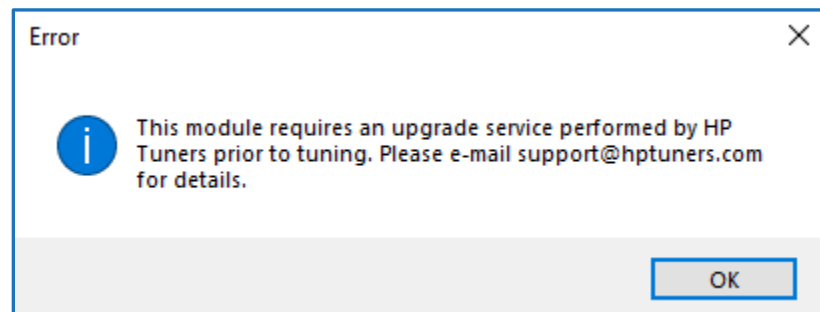 Error
This module requires an upgrade service performed by HP
Tuners prior to tuning. Please e-mail support@hptuners.com
for details.
OK